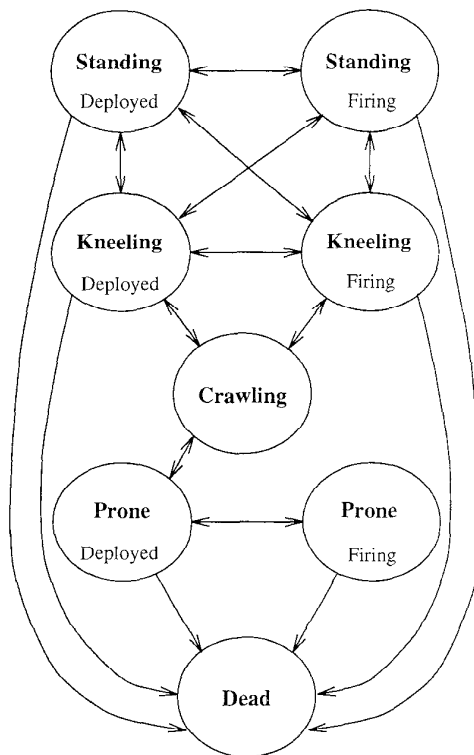 Standing
Deployed
Standing
Firing
Kneeling
Deployed
Kneeling
Firing
Crawling
Prone
Deployed
Prone
Firing
Dead